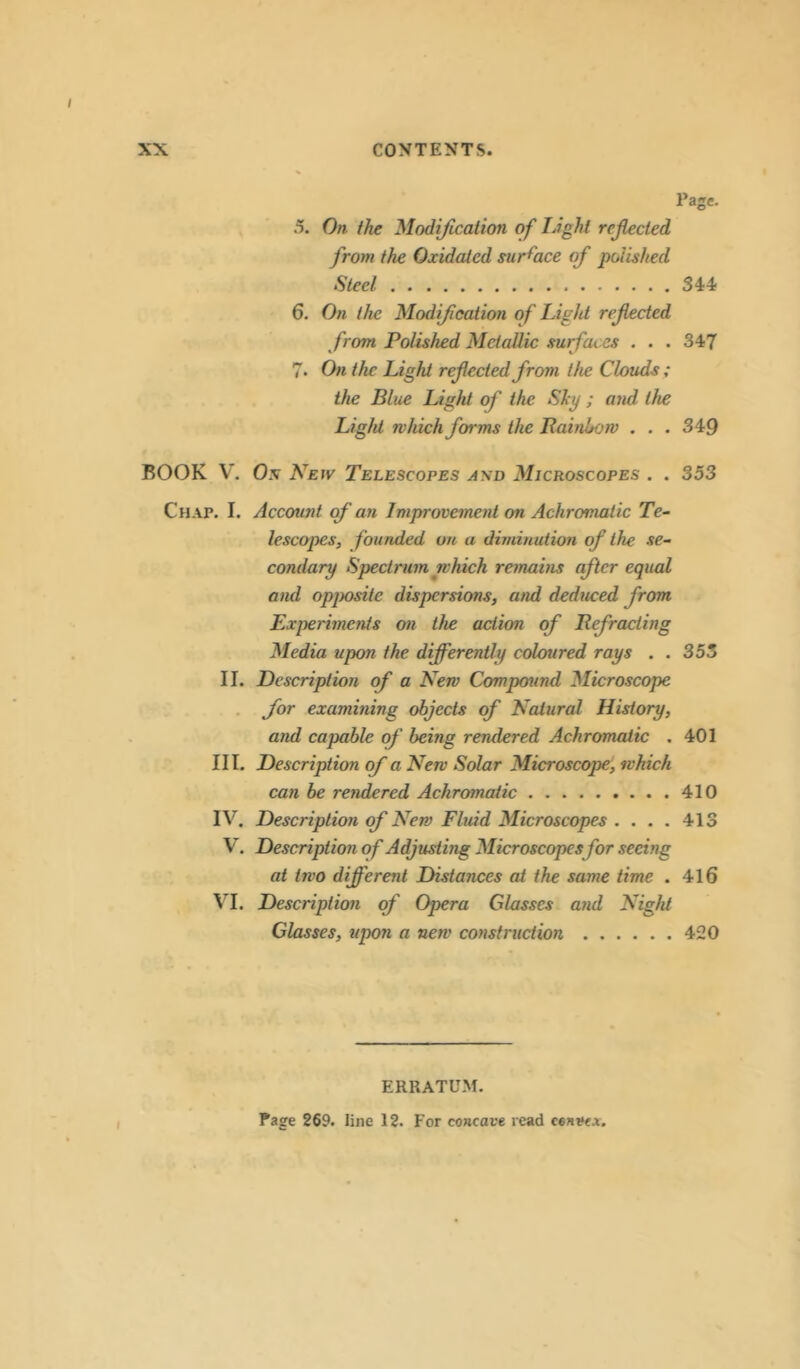 XX CONTENTS.
Page.
5. On the Modification of Light reflected
from the Oxidated surface of polished
Steel . . . . . . . . . . . . . . . . . 344
6. On the Modification of Light reflected
from Polished Metallic surfaces . . . 347
7. On the Light reflected from the Clouds;
the Blue Light of the Sky; and the
Light which forms the Rainbow . . . 349
BOOK V. ON NEW TELESCOPES AND MICROSCOPES . . 353
CHAP. I. Account of an Improvement on Achromatic Te-
lescopes, founded on a diminution of the se-
condary Spectrum which remains after equal
and opposite dispersions, and deduced from
Experiments on the action of Refracting
Media upon the differently coloured rays . . 353
II. Description of a New Compound Microscope
for examining objects of Natural History,
and capable of being rendered Achromatic . 401
III. Description of a New Solar Microscope, which
can be rendered Achromatic . . . . . . . . . 410
IV. Description of New Fluid Microscopes . . . . 413
V. Description of Adjusting Microscopes for seeing
at two different Distances at the same time . 416
VI. Description of Opera Glasses and Night
Glasses, upon a new construction . . . . . . 420
ERRATUM.
Page 269. line 12. For concave read convex.